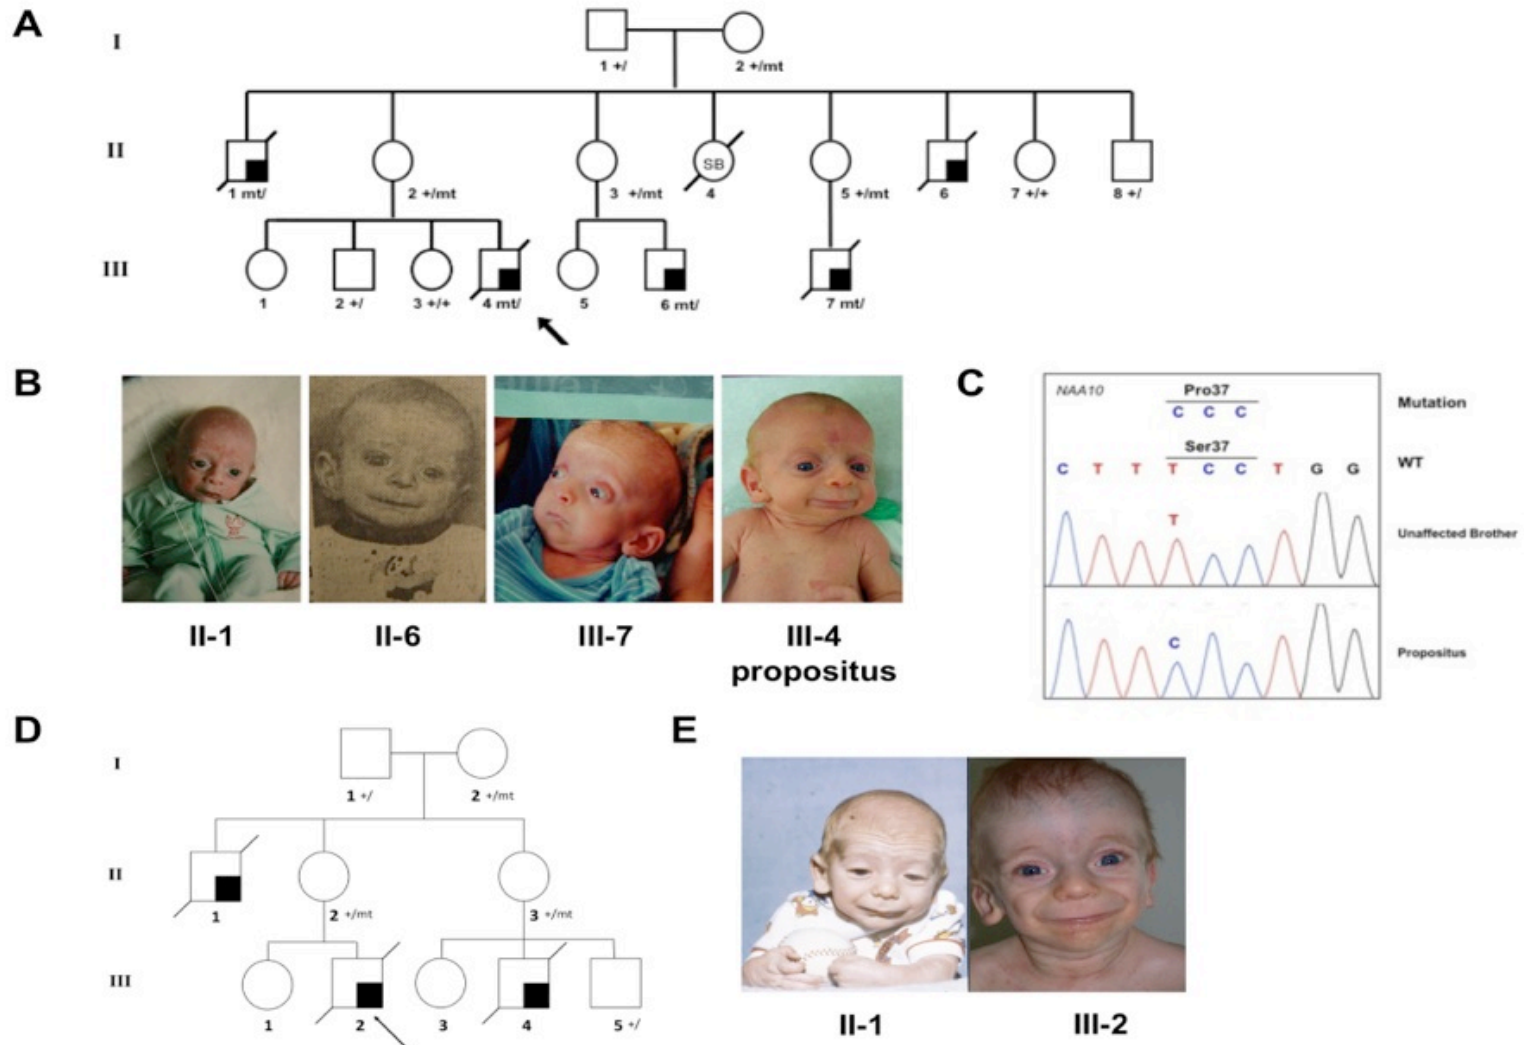 A
I
1 +/
2 +/mt
II
SB
1 mt/
2 +/mt
3 +/mt
4
5 +/mt
6
7 +/+
8 +/
III
1
2 +/
3 +/+
4 mt/
5
6 mt/
7 mt/
B
II-1
II-6
III-7
III-4
propositus
C
NAA10
Pro37
C C C
Mutation
Ser37
C T T T C C T G G
WT
T
Unaffected Brother
C
Propositus
D
I
1 +/
2 +/mt
II
1
2 +/mt
3 +/mt
III
1
2
3
4
5 +/
E
II-1
III-2